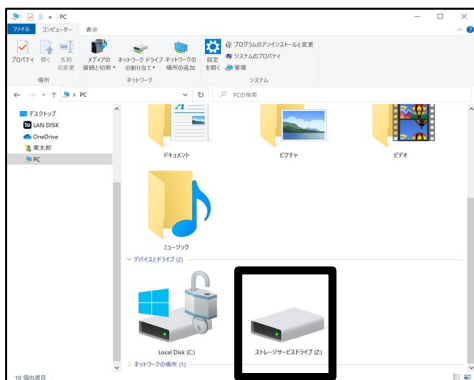 PC
ファイル
コンピューター
表示
プロパティ
開く
名前
の変更
メディアの
接続と切断
ネットワーク ドライブ
の割り当て
ネットワークの
場所の追加
設定
を開く
プログラムのアンインストールと変更
システムのプロパティ
管理
場所
ネットワーク
システム
PC
PCの検索
デスクトップ
LAN DISK
OneDrive
東太郎
PC
ドキュメント
ピクチャ
ビデオ
ミュージック
デバイスとドライブ (2)
Local Disk (C:)
ストレージサービスドライブ (Z:)
ネットワークの場所 (1)
10 個の項目